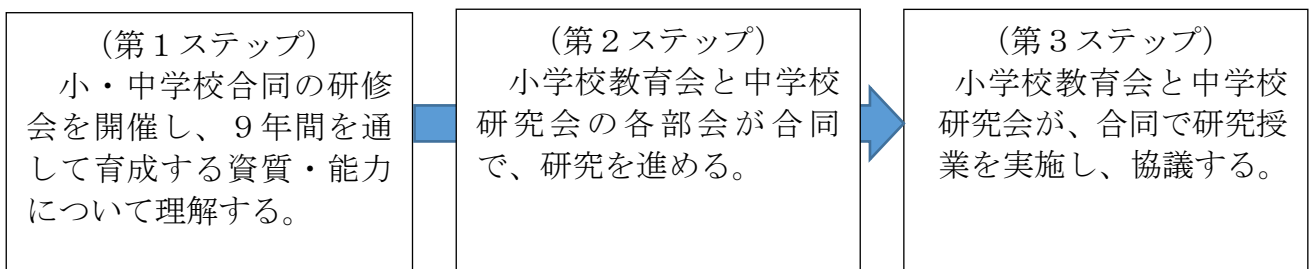 （第１ステップ）
小・中学校合同の研修
会を開催し、９年間を通
して育成する資質・能力
について理解する。
（第２ステップ）
小学校教育会と中学校
研究会の各部会が合同
で、研究を進める。
（第３ステップ）
小学校教育会と中学校
研究会が、合同で研究授
業を実施し、協議する。